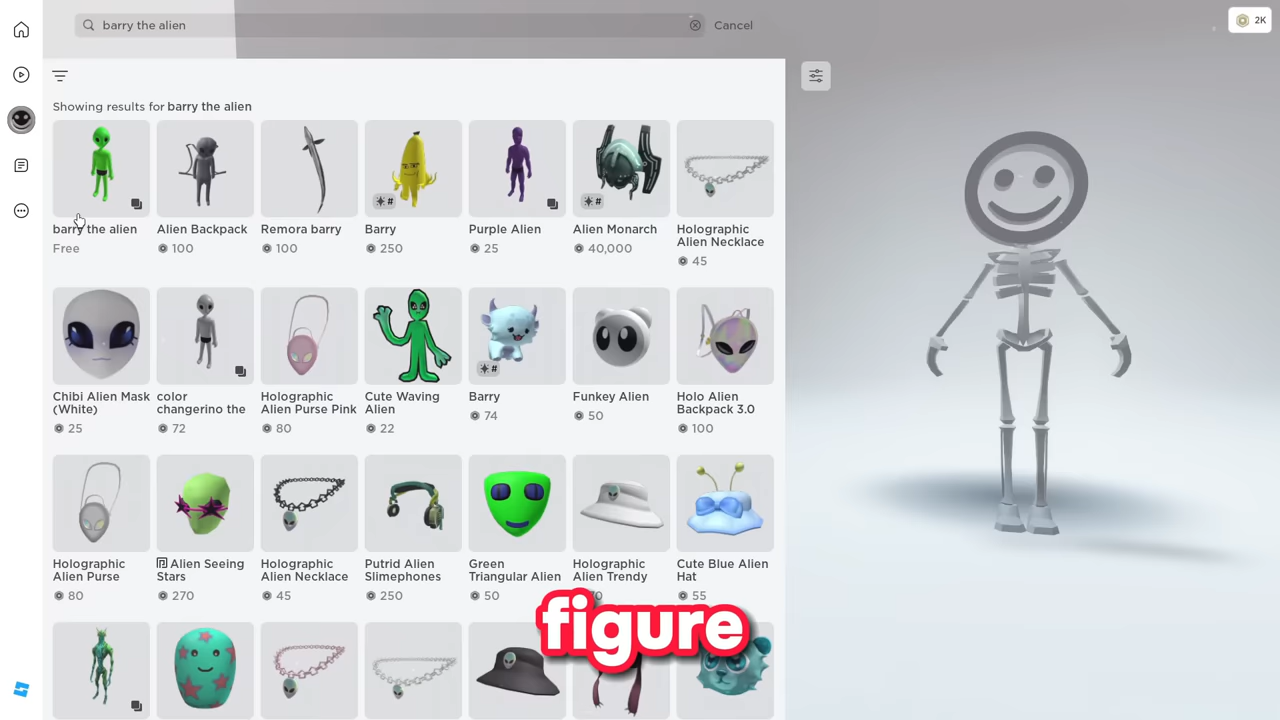 barry the alien
Cancel
2K
Showing results for barry the alien
barry the alien
Free
Alien Backpack
100
Remora barry
100
#
Barry
250
Purple Alien
25
#
Alien Monarch
40,000
Holographic
Alien Necklace
45
Chibi Alien Mask
(White)
25
color
changerino the
72
Holographic
Alien Purse Pink
80
Cute Waving
Alien
22
#
Barry
74
Funkey Alien
50
Holo Alien
Backpack 3.0
100
Holographic
Alien Purse
80
Alien Seeing
Stars
270
Holographic
Alien Necklace
45
Putrid Alien
Slimephones
250
Green
Triangular Alien
50
Holographic
Alien Trendy
Cute Blue Alien
Hat
55
figure